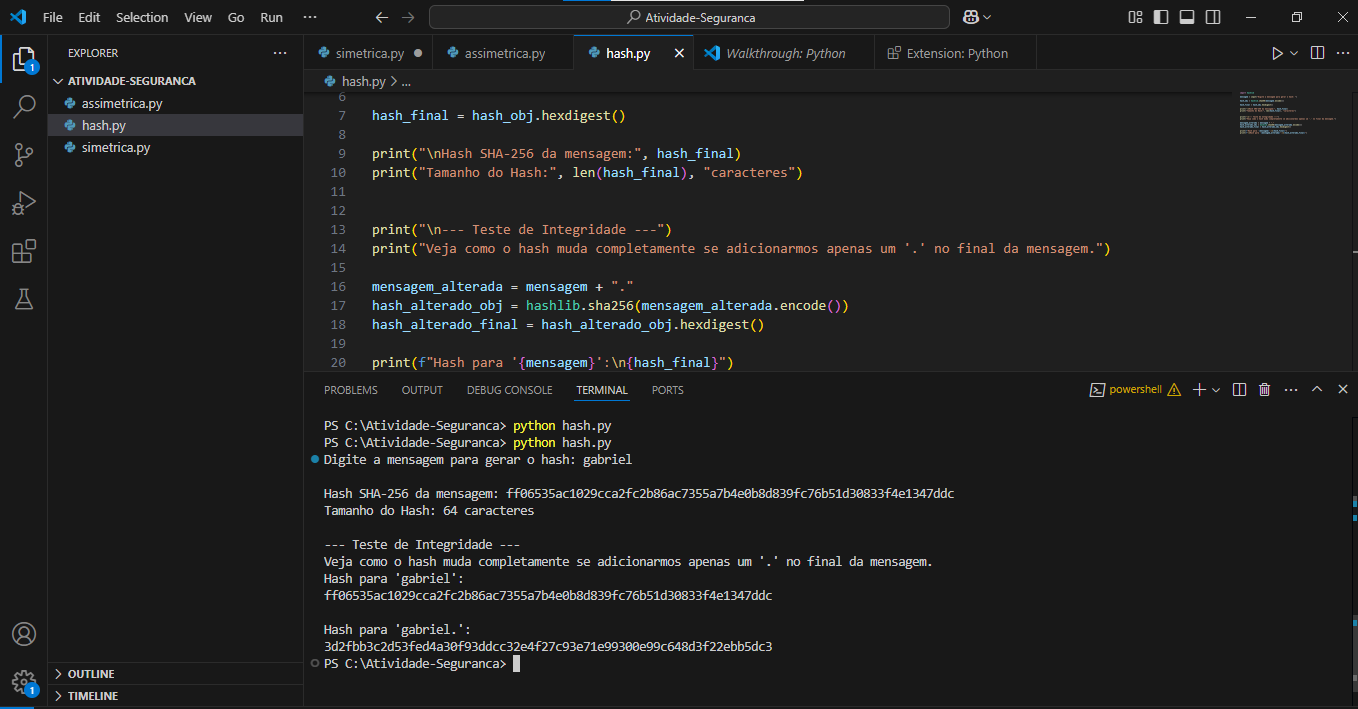 File Edit Selection View Go Run ··· Atividade-Seguranca
EXPLORER ···
ATIVIDADE-SEGURANCA
assimetrica.py
hash.py
simetrica.py
OUTLINE
TIMELINE
1
1
simetrica.py assimetrica.py hash.py Walkthrough: Python Extension: Python ···
hash.py > ...
6
7 hash_final = hash_obj.hexdigest()
8
9 print("\nHash SHA-256 da mensagem:", hash_final)
10 print("Tamanho do Hash:", len(hash_final), "caracteres")
11
12
13 print("\n--- Teste de Integridade ---")
14 print("Veja como o hash muda completamente se adicionarmos apenas um '.' no final da mensagem.")
15
16 mensagem_alterada = mensagem + "."
17 hash_alterado_obj = hashlib.sha256(mensagem_alterada.encode())
18 hash_alterado_final = hash_alterado_obj.hexdigest()
19
20 print(f"Hash para '{mensagem}':\n{hash_final}")
PROBLEMS OUTPUT DEBUG CONSOLE TERMINAL PORTS powershell ···
PS C:\Atividade-Seguranca> python hash.py
PS C:\Atividade-Seguranca> python hash.py
Digite a mensagem para gerar o hash: gabriel
Hash SHA-256 da mensagem: ff06535ac1029cca2fc2b86ac7355a7b4e0b8d839fc76b51d30833f4e1347ddc
Tamanho do Hash: 64 caracteres
--- Teste de Integridade ---
Veja como o hash muda completamente se adicionarmos apenas um '.' no final da mensagem.
Hash para 'gabriel':
ff06535ac1029cca2fc2b86ac7355a7b4e0b8d839fc76b51d30833f4e1347ddc
Hash para 'gabriel.':
3d2fbb3c2d53fed4a30f93ddcc32e4f27c93e71e99300e99c648d3f22ebb5dc3
PS C:\Atividade-Seguranca>